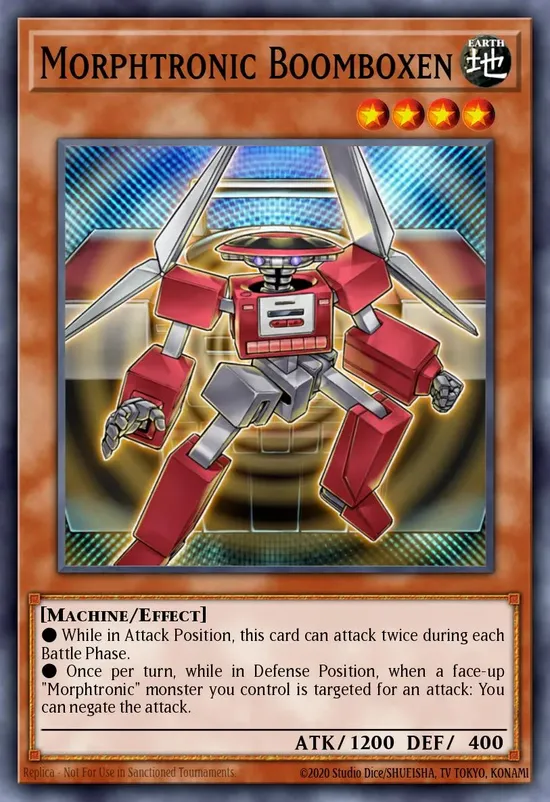 MORPHTRONIC BOOMBOXEN
EARTH
地
[MACHINE/EFFECT]
● While in Attack Position, this card can attack twice during each
Battle Phase.
● Once per turn, while in Defense Position, when a face-up
"Morphtronic" monster you control is targeted for an attack: You
can negate the attack.
ATK/1200 DEF/ 400
Replica - Not For Use in Sanctioned Tournaments
©2020 Studio Dice/SHUEISHA, TV TOKYO, KONAMI